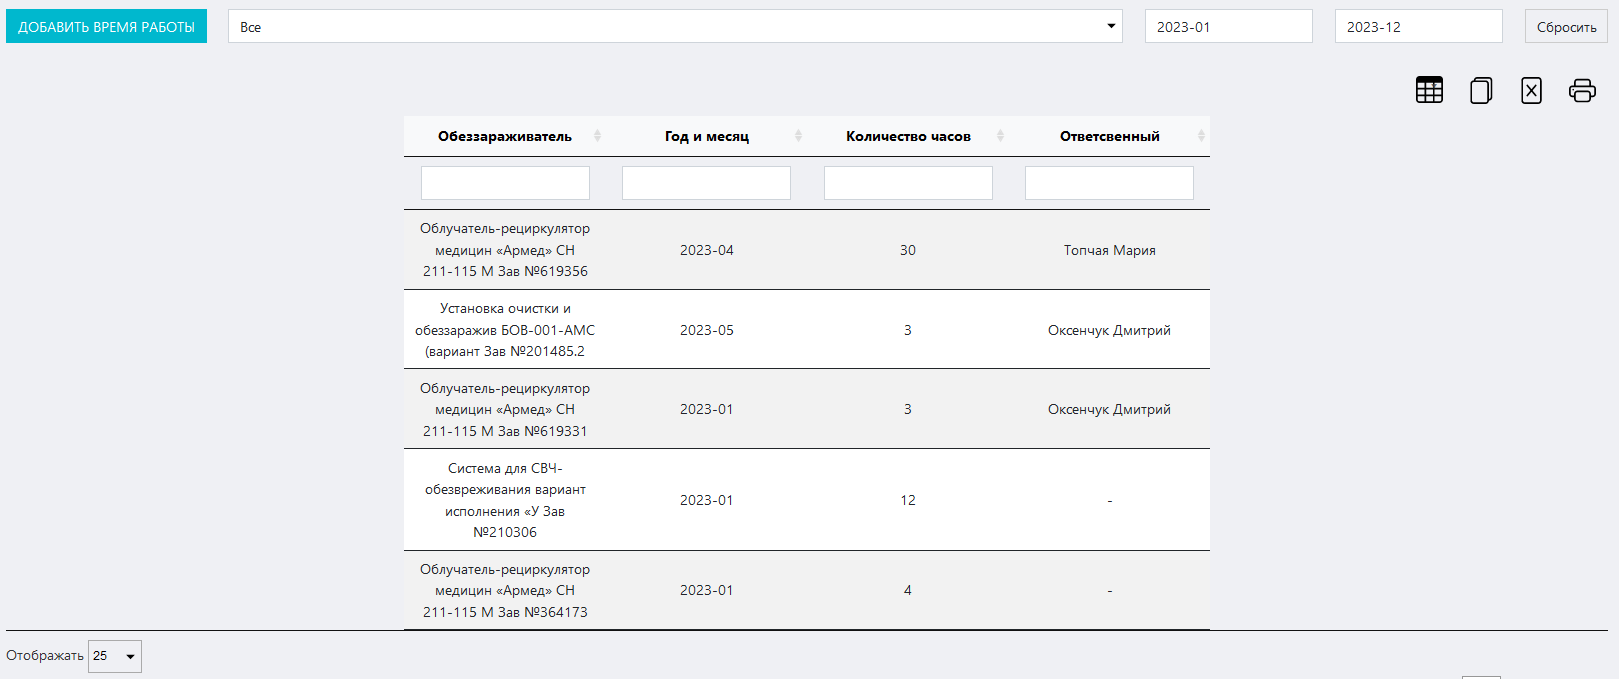 ДОБАВИТЬ ВРЕМЯ РАБОТЫ
Все
2023-01
2023-12
Сбросить
Обеззараживатель
Год и месяц
Количество часов
Ответсвенный
Облучатель-рециркулятор
медицин «Армед» СН
211-115 М Зав №619356
2023-04
30
Топчая Мария
Установка очистки и
обеззаражив БОВ-001-АМС
(вариант Зав №201485.2
2023-05
3
Оксенчук Дмитрий
Облучатель-рециркулятор
медицин «Армед» СН
211-115 М Зав №619331
2023-01
3
Оксенчук Дмитрий
Система для СВЧ-
обезвреживания вариант
исполнения «У Зав
№210306
2023-01
12
-
Облучатель-рециркулятор
медицин «Армед» СН
211-115 М Зав №364173
2023-01
4
-
Отображать 25